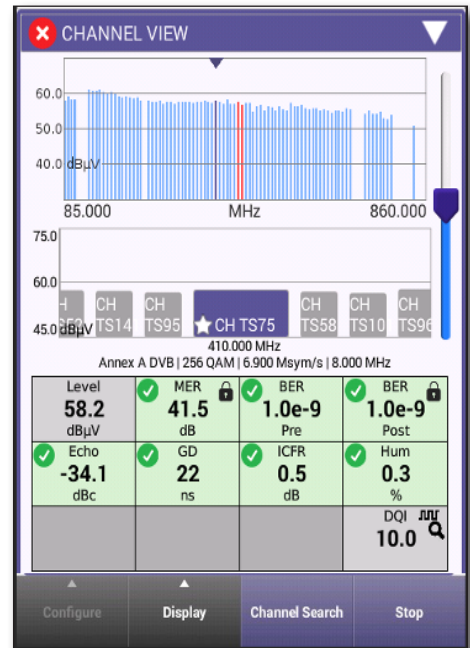 CHANNEL VIEW
60.0
50.0
40.0 dBµV
85.000 MHz 860.000
75.0
60.0
45.0 dBµV
CH CH CH CH CH
TS14 TS95 CH TS75 TS58 TS10 TS96
410.000 MHz
Annex A DVB | 256 QAM | 6.900 Msym/s | 8.000 MHz
Level MER BER BER
58.2 41.5 1.0e-9 1.0e-9
dBµV dB Pre Post
Echo GD ICFR Hum
-34.1 22 0.5 0.3
dBc ns dB %
DQI
10.0
Configure Display Channel Search Stop